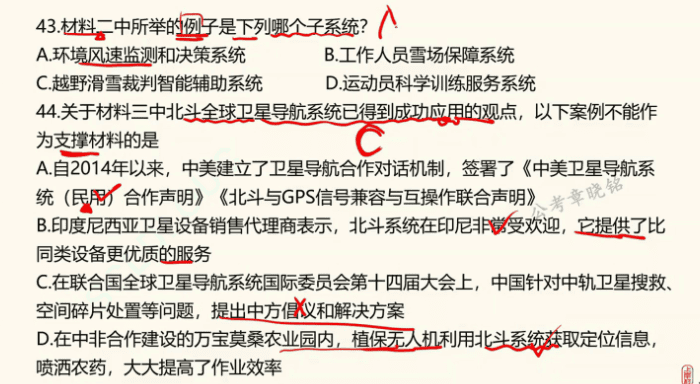 43.材料二中所举的例子是下列哪个子系统？
A.环境风速监测和决策系统 B.工作人员雪场保障系统
C.越野滑雪裁判智能辅助系统 D.运动员科学训练服务系统
44.关于材料三中北斗全球卫星导航系统已得到成功应用的观点，以下案例不能作
C
为支撑材料的是
A.自2014年以来，中美建立了卫星导航合作对话机制，签署了《中美卫星导航系
统（民用）合作声明》《北斗与GPS信号兼容与互操作联合声明》
公考章晓铭
B.印度尼西亚卫星设备销售代理商表示，北斗系统在印尼非常受欢迎，它提供了比
同类设备更优质的服务
C.在联合国全球卫星导航系统国际委员会第十四届大会上，中国针对中轨卫星搜救、
空间碎片处置等问题，提出中方倡议和解决方案
D.在中非合作建设的万宝莫桑农业园内，植保无人机利用北斗系统获取定位信息，
喷洒农药，大大提高了作业效率